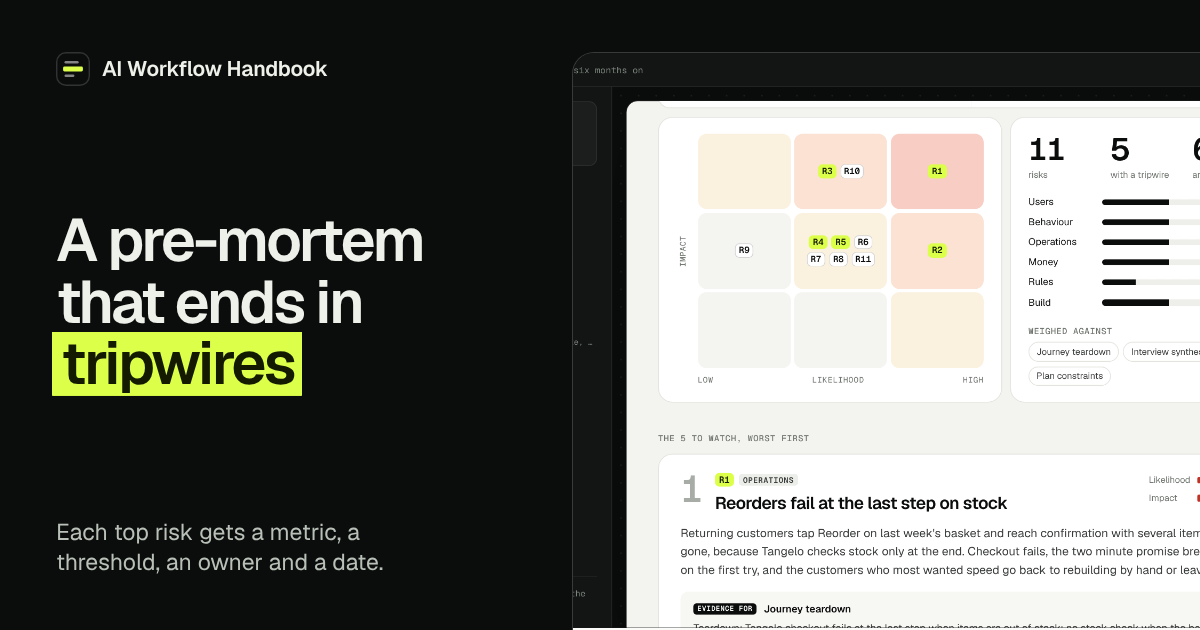 AI Workflow Handbook
A pre-mortem
that ends in
tripwires
Each top risk gets a metric, a
threshold, an owner and a date.
six months on
IMPACT
R3 R10
R1
R9
R4 R5 R6
R7 R8 R11
R2
LOW
LIKELIHOOD
HIGH
11
risks
5
with a tripwire
Users
Behaviour
Operations
Money
Rules
Build
WEIGHED AGAINST
Journey teardown
Plan constraints
THE 5 TO WATCH, WORST FIRST
1
R1 OPERATIONS
Reorders fail at the last step on stock
Likelihood
Impact
Returning customers tap Reorder on last week's basket and reach confirmation with several
gone, because Tangelo checks stock only at the end. Checkout fails, the two minute promise
on the first try, and the customers who most wanted speed go back to rebuilding by hand or
EVIDENCE FOR Journey teardown
the